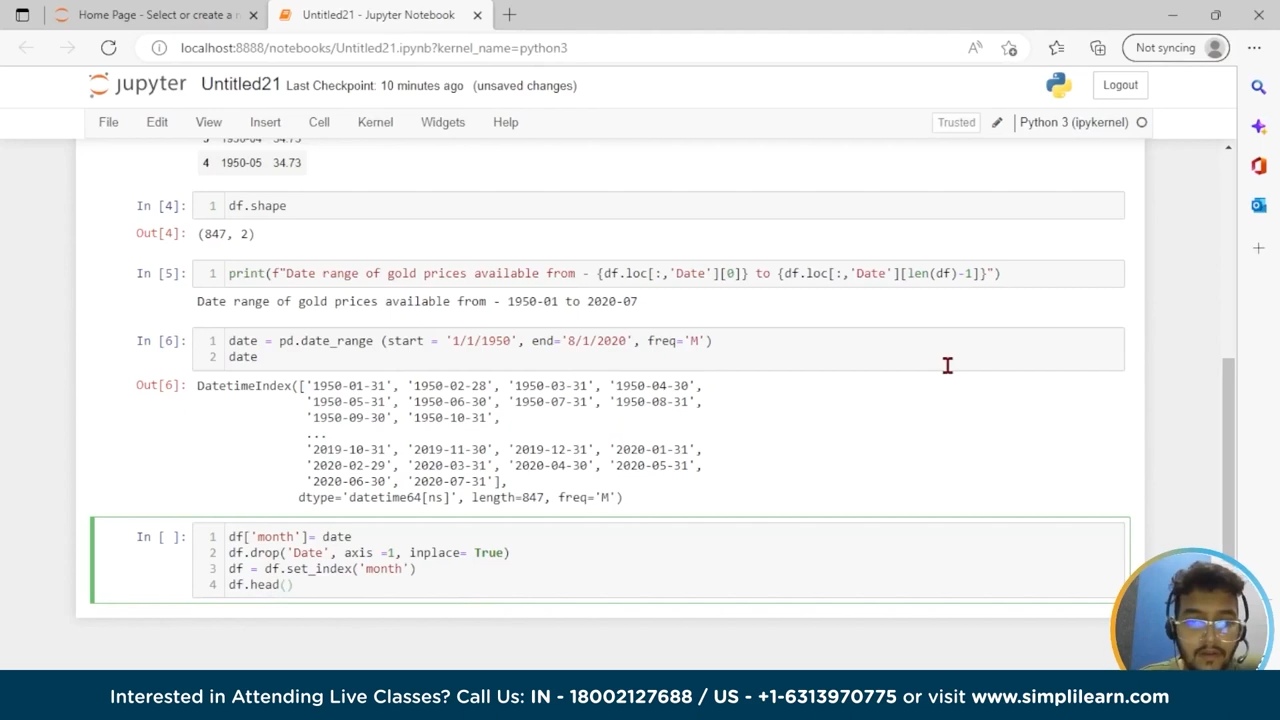 Home Page - Select or create a n
Untitled21 - Jupyter Notebook
localhost:8888/notebooks/Untitled21.ipynb?kernel_name=python3
Not syncing
jupyter Untitled21 Last Checkpoint: 10 minutes ago (unsaved changes)
Logout
File Edit View Insert Cell Kernel Widgets Help
Trusted
Python 3 (ipykernel)
4 1950-05 34.73
In [4] 1 df.shape
Out[4]: (847, 2)
In [5] 1 print(f"Date range of gold prices available from - {df.loc[:,'Date'][0]} to {df.loc[:,'Date'][len(df)-1]}")
Date range of gold prices available from - 1950-01 to 2020-07
In [6] 1 date = pd.date_range (start = '1/1/1950', end='8/1/2020', freq='M')
2 date
Out[6]: DatetimeIndex(['1950-01-31', '1950-02-28', '1950-03-31', '1950-04-30',
'1950-05-31', '1950-06-30', '1950-07-31', '1950-08-31',
'1950-09-30', '1950-10-31',
...
'2019-10-31', '2019-11-30', '2019-12-31', '2020-01-31',
'2020-02-29', '2020-03-31', '2020-04-30', '2020-05-31',
'2020-06-30', '2020-07-31'],
dtype='datetime64[ns]', length=847, freq='M')
In [ ]: 1 df['month']= date
2 df.drop('Date', axis =1, inplace= True)
3 df = df.set_index('month')
4 df.head()
Interested in Attending Live Classes? Call Us: IN - 18002127688 / US - +1-6313970775 or visit www.simplilearn.com